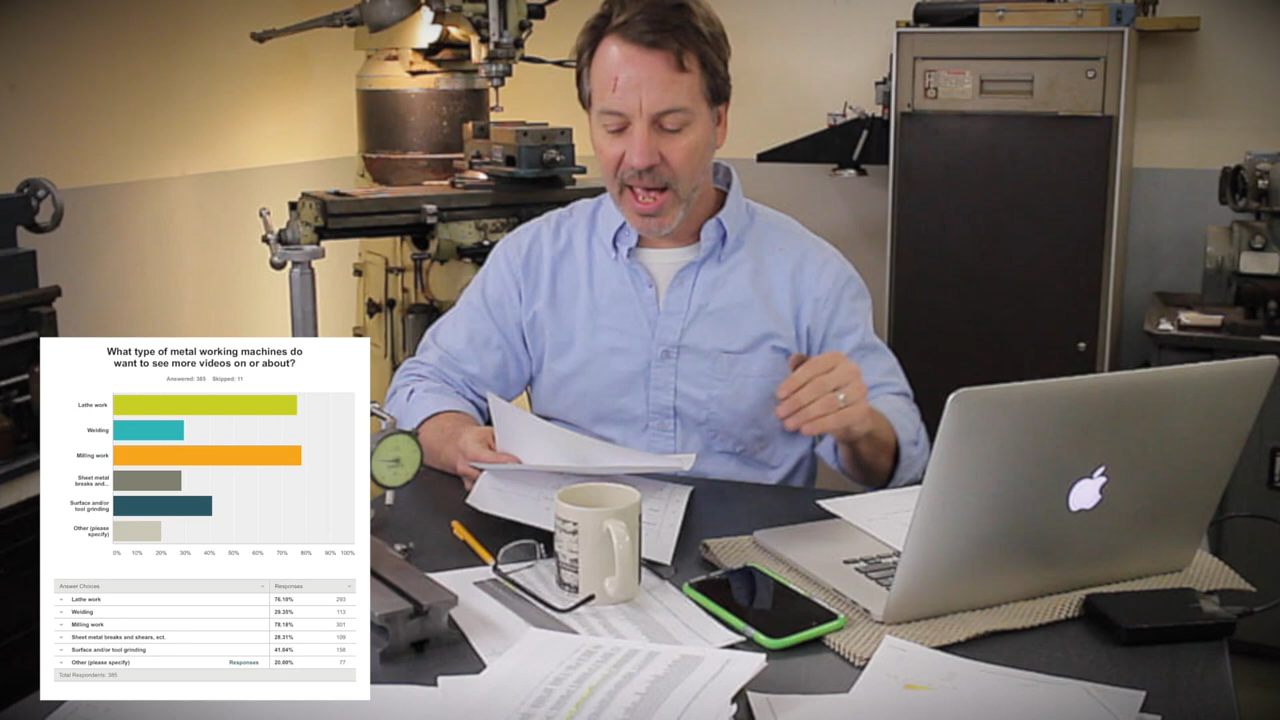 What type of metal working machines do
want to see more videos on or about?
Answered: 385 Skipped: 11
Lathe work
Welding
Milling work
Sheet metal
breaks and...
Surface and/or
tool grinding
Other (please
specify)
0% 10% 20% 30% 40% 50% 60% 70% 80% 90% 100%
Answer Choices Responses
Lathe work 76.10% 293
Welding 29.35% 113
Milling work 78.18% 301
Sheet metal breaks and shears, ect. 28.31% 109
Surface and/or tool grinding 41.04% 158
Other (please specify) Responses 20.00% 77
Total Respondents: 385